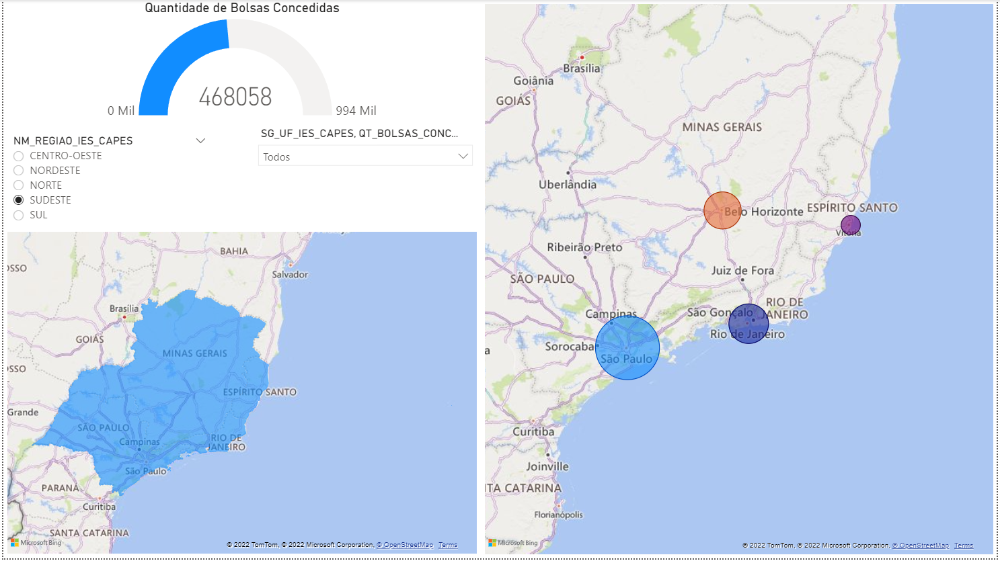 Quantidade de Bolsas Concedidas
468058
0 Mil
994 Mil
NM_REGIAO_IES_CAPES
CENTRO-OESTE
NORDESTE
NORTE
SUDESTE
SUL
SG_UF_IES_CAPES, QT_BOLSAS_CONC...
Todos
BAHIA
OSSO
Salvador
Brasília
GOIÁS
MINAS GERAIS
OSSO
ESPÍRITO SANTO
Grande
SÃO PAULO
RIO DE
JANEIRO
Campinas
São Paulo
PARANÁ
Curitiba
SANTA CATARINA
Microsoft Bing
© 2022 TomTom, © 2022 Microsoft Corporation, © OpenStreetMap Terms
Brasília
Goiânia
GOIÁS
MINAS GERAIS
Uberlândia
Belo Horizonte
ESPÍRITO SANTO
Vitória
Ribeirão Preto
Juiz de Fora
SÃO PAULO
RIO DE
JANEIRO
Campinas
São Gonçalo
Rio de Janeiro
Sorocaba
a
São Paulo
Curitiba
Joinville
TA CATARINA
Florianópolis
Microsoft Bing
© 2022 TomTom, © 2022 Microsoft Corporation, © OpenStreetMap Terms